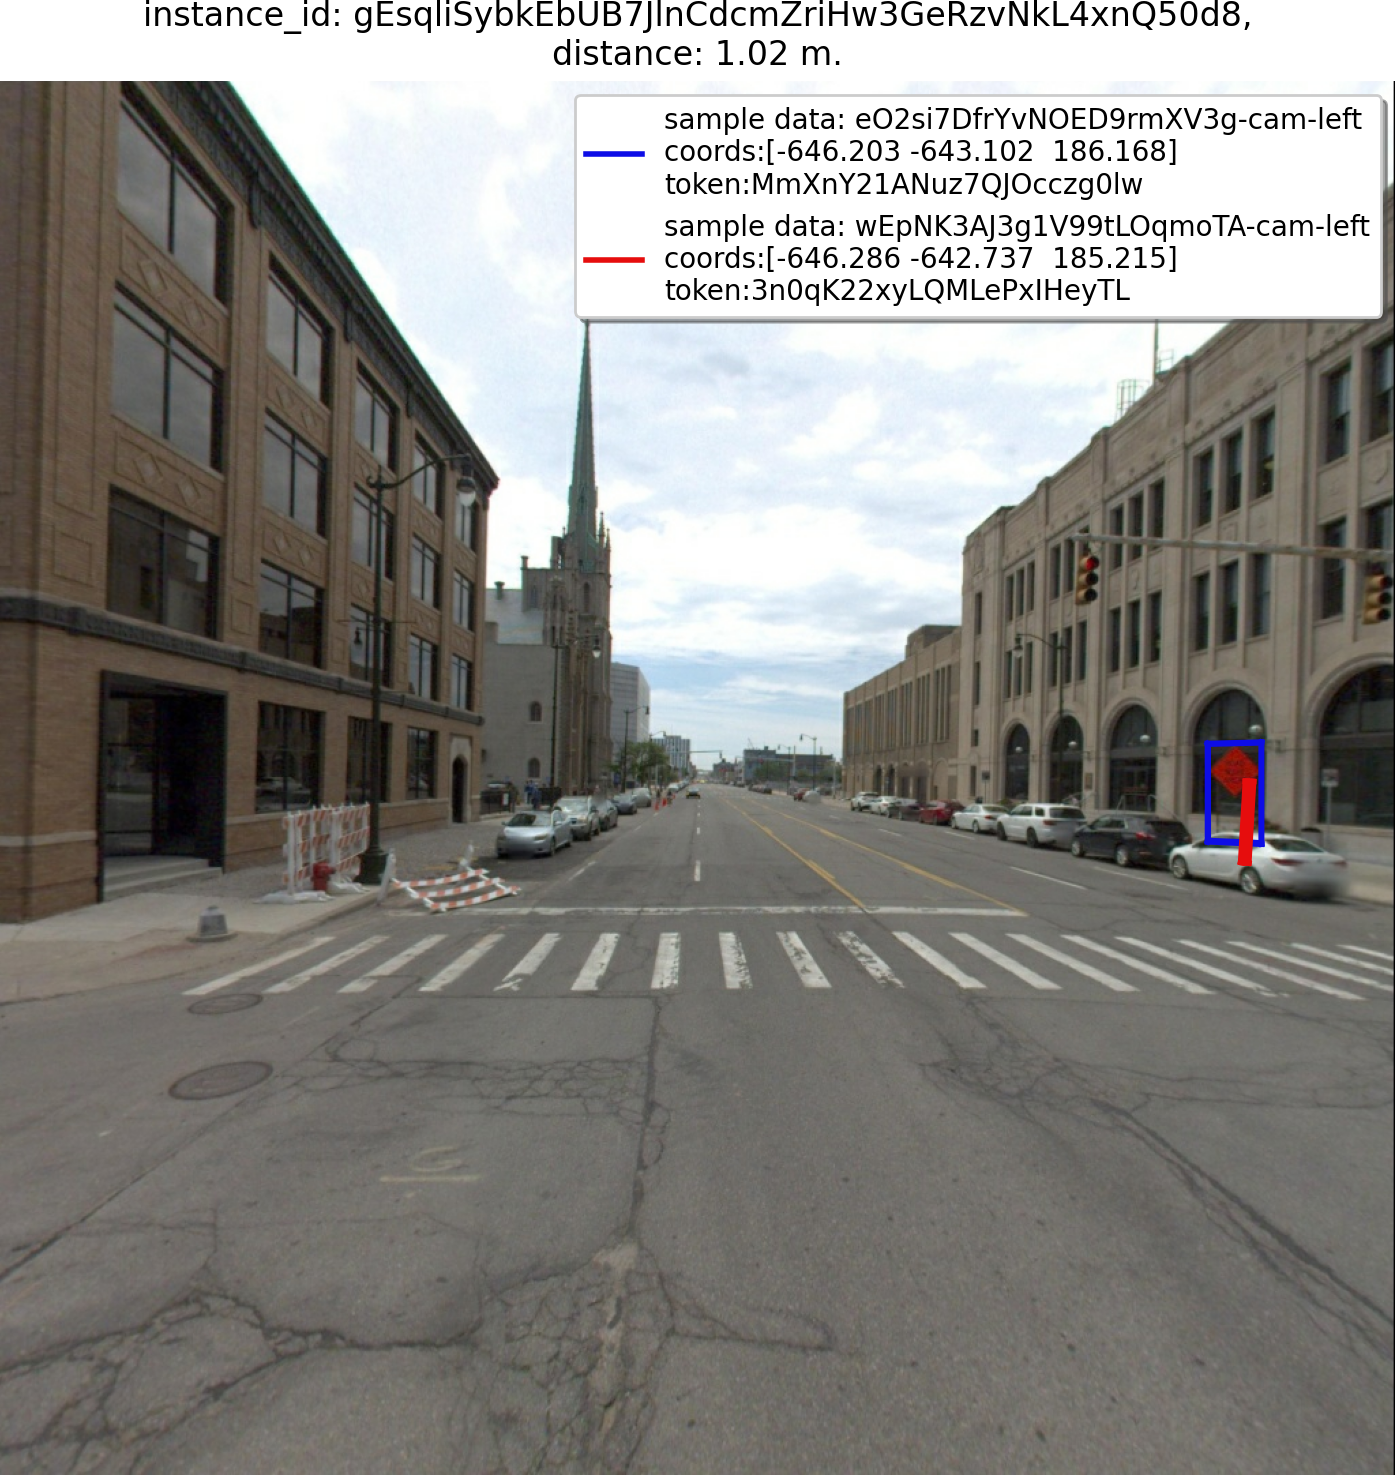 instance_id: gEsqliSybkEbUB7JlnCdcmZriHw3GeRzvNkL4xnQ50d8,
distance: 1.02 m.
sample data: eO2si7DfrYvNOED9rmXV3g-cam-left
coords:[-646.203 -643.102  186.168]
token:MmXnY21ANuz7QJOcczg0lw
sample data: wEpNK3AJ3g1V99tLOqmoTA-cam-left
coords:[-646.286 -642.737  185.215]
token:3n0qK22xyLQMLePxIHeyTL